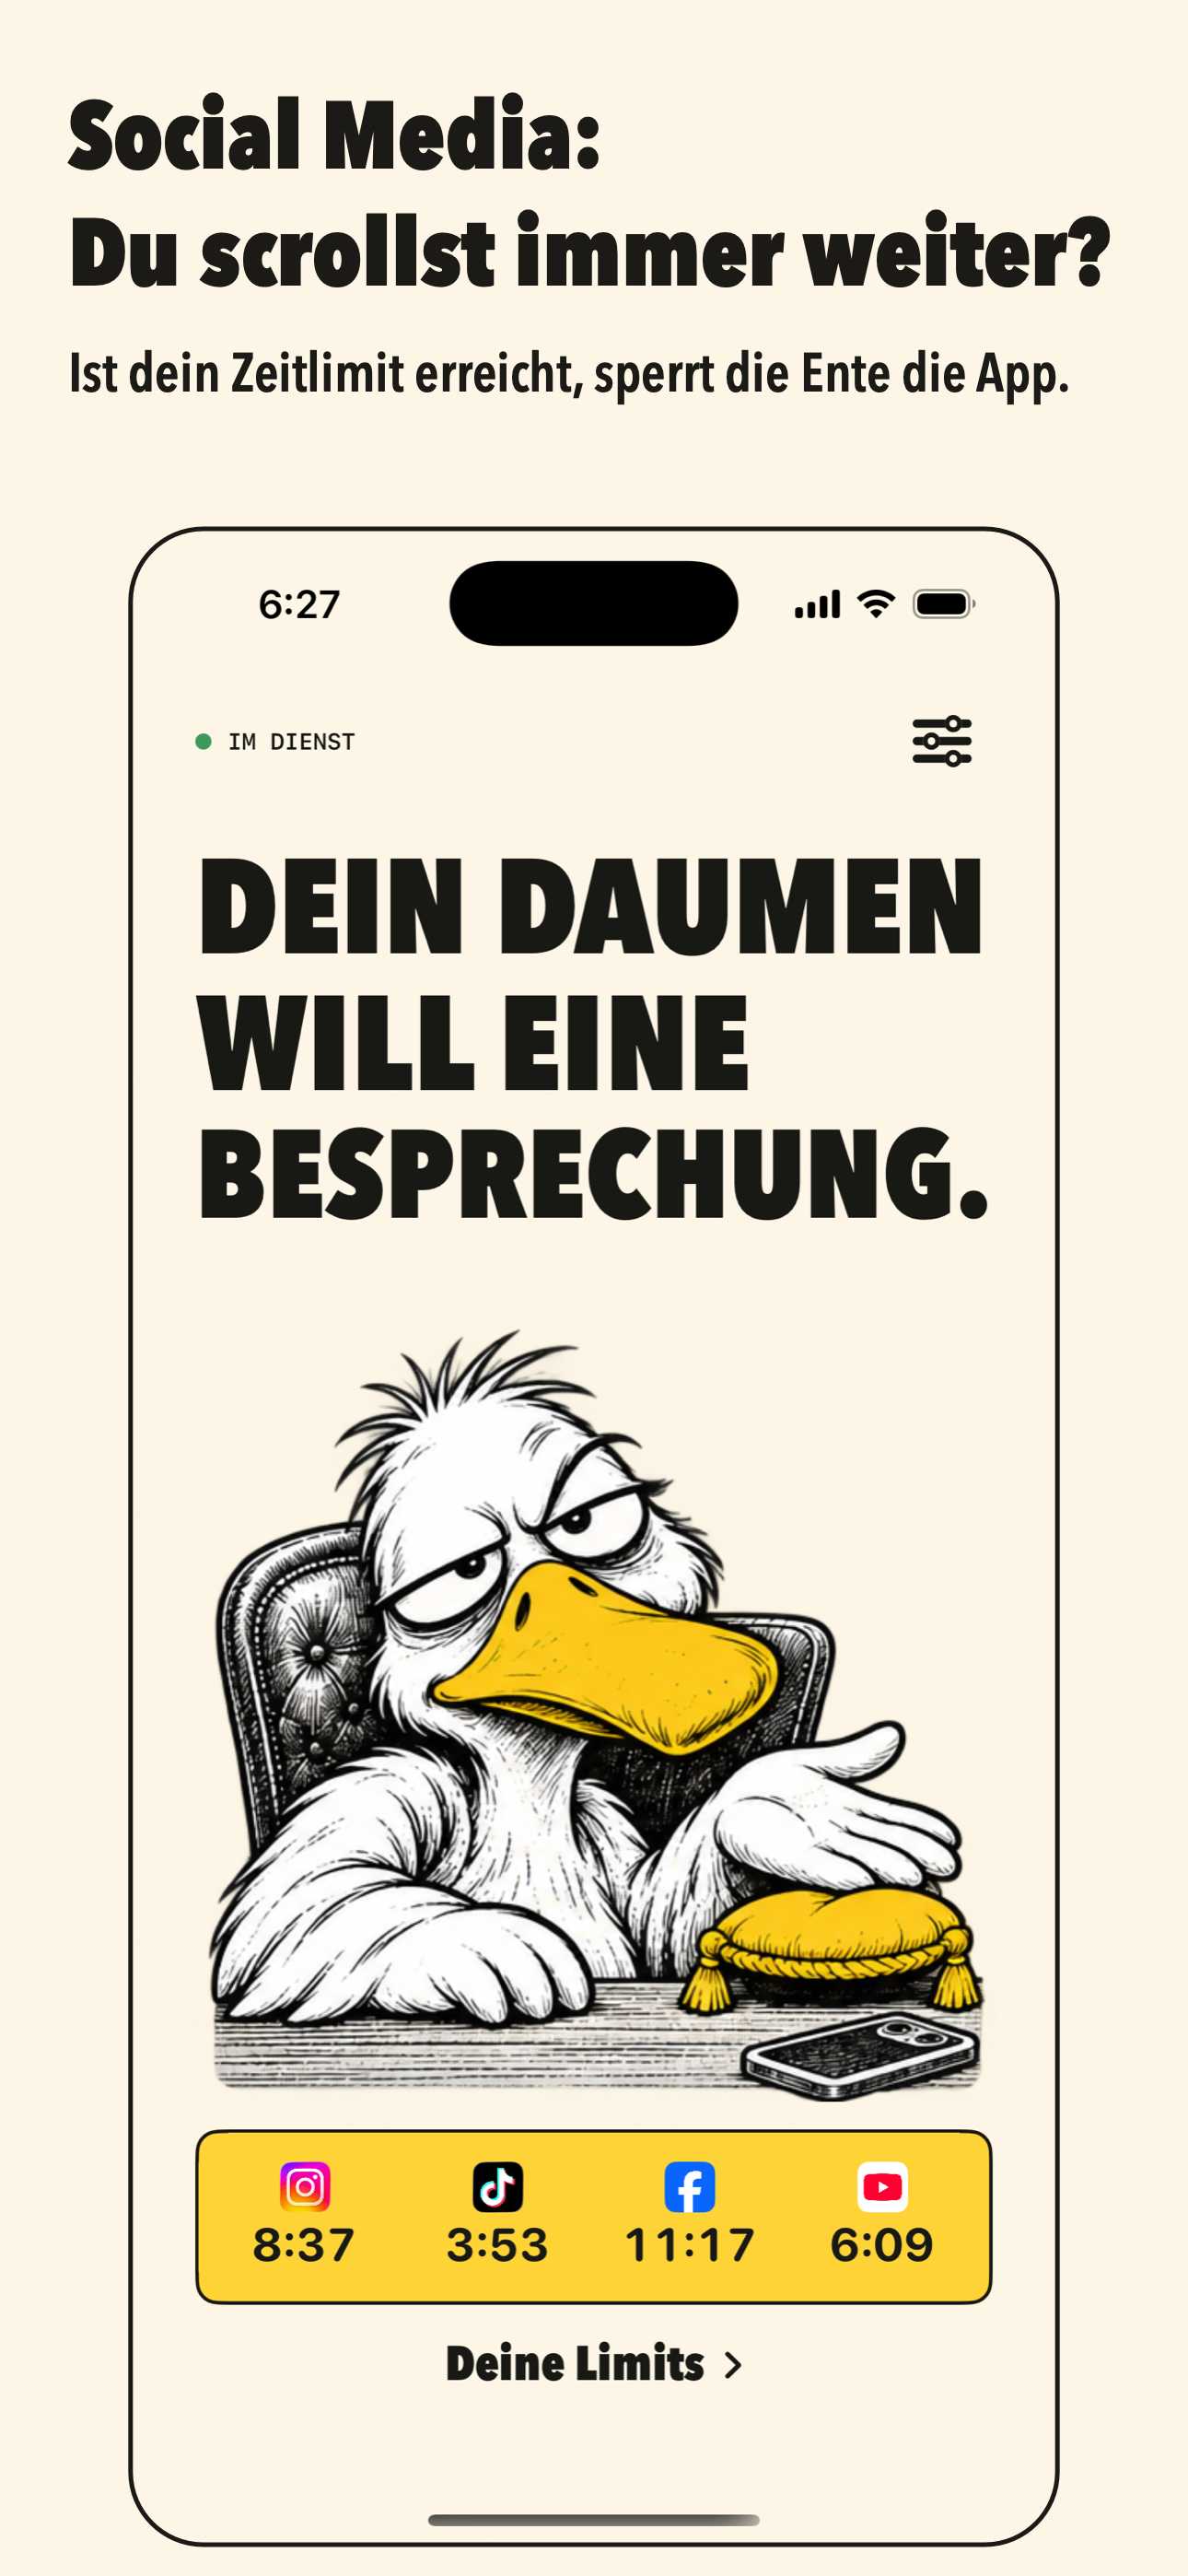 Social Media:
Du scrollst immer weiter?
Ist dein Zeitlimit erreicht, sperrt die Ente die App.
6:27
IM DIENST
DEIN DAUMEN
WILL EINE
BESPRECHUNG.
8:37 3:53 11:17 6:09
Deine Limits >